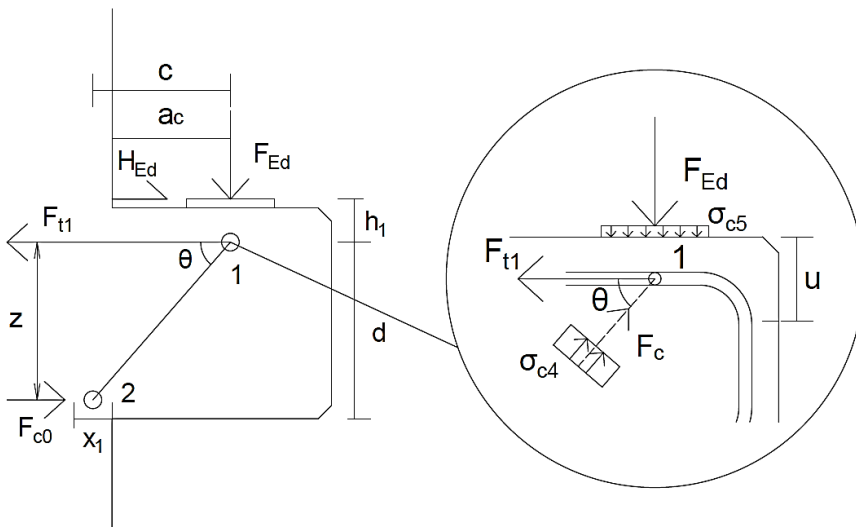 c
ac
HEd
FEd
Ft1
h1
θ
1
z
d
2
Fc0
x1
FEd
σc5
Ft1
1
θ
u
Fc
σc4